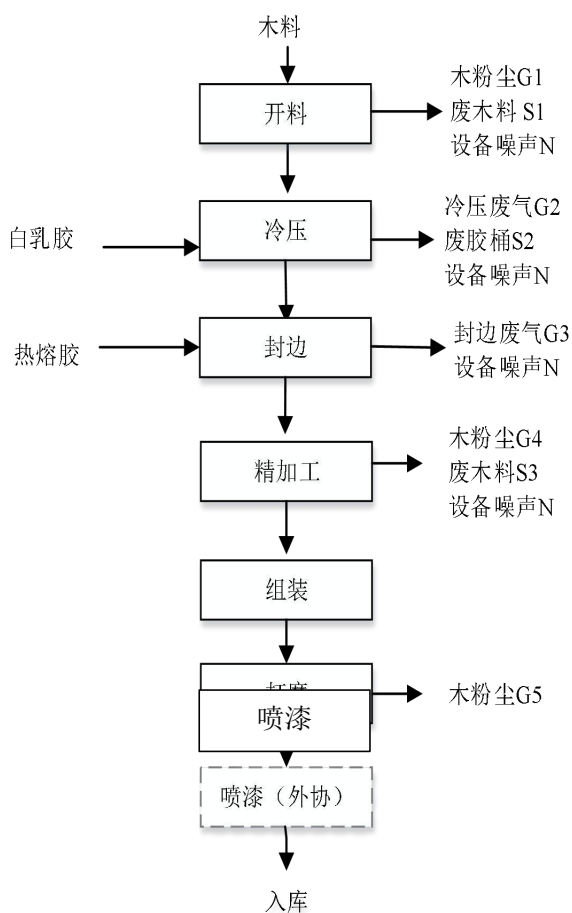 木料
开料
木粉尘G1
废木料 S1
设备噪声N
白乳胶
冷压
冷压废气G2
废胶桶S2
设备噪声N
热熔胶
封边
封边废气G3
设备噪声N
精加工
木粉尘G4
废木料S3
设备噪声N
组装
木粉尘G5
喷漆
喷漆（外协）
入库